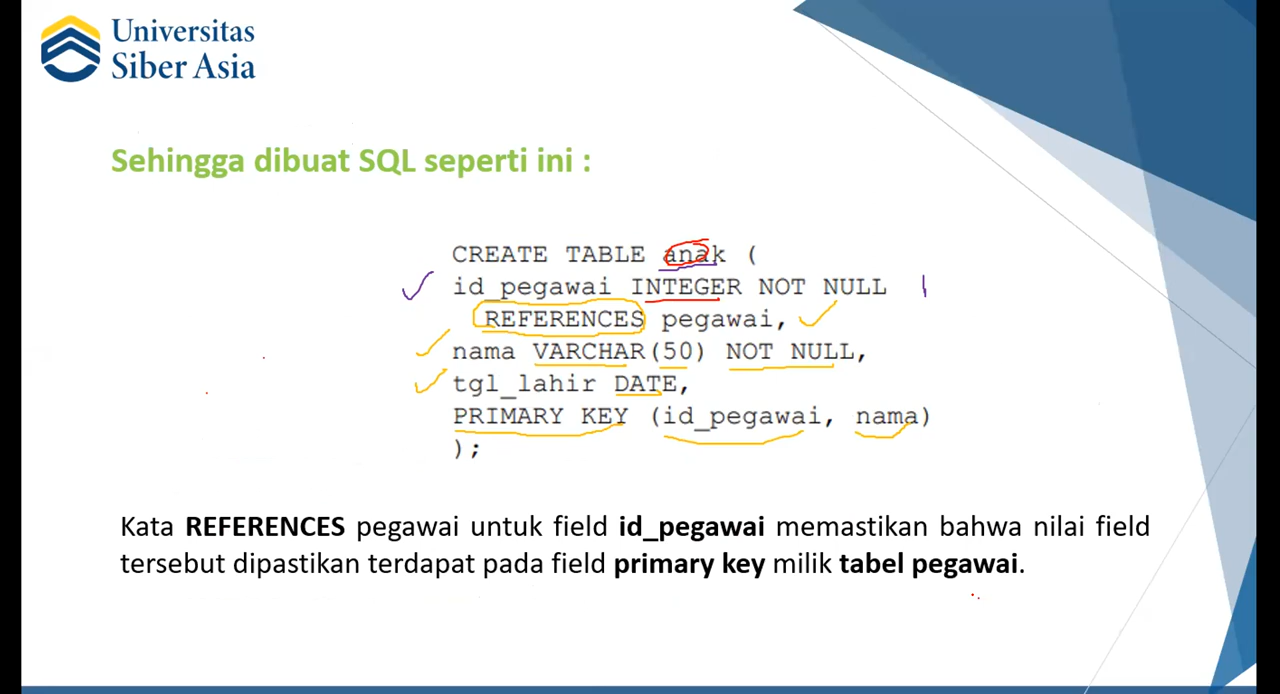 Universitas
Siber Asia
Sehingga dibuat SQL seperti ini :
CREATE TABLE anak (
id_pegawai INTEGER NOT NULL
REFERENCES pegawai,
nama VARCHAR(50) NOT NULL,
tgl_lahir DATE,
PRIMARY KEY (id_pegawai, nama)
);
Kata REFERENCES pegawai untuk field id_pegawai memastikan bahwa nilai field
tersebut dipastikan terdapat pada field primary key milik tabel pegawai.